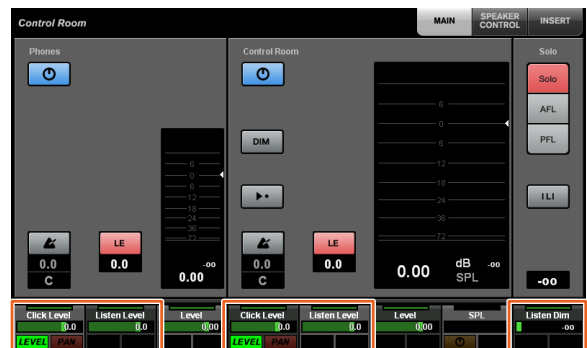 Control Room
MAIN
SPEAKER CONTROL
INSERT
Phones
Control Room
Solo
Solo
AFL
PFL
DIM
6
0
6
12
18
24
36
72
6
0
6
12
18
24
36
72
LE
0.0
0.0
C
-oo
0.00
LE
0.0
0.0
C
0.00
dB
SPL
-oo
ILI
-oo
Click Level
Listen Level
Level
Click Level
Listen Level
Level
SPL
Listen Dim
0.0
0.0
0.00
0.0
0.0
0.00
-oo
LEVEL
PAN
LEVEL
PAN